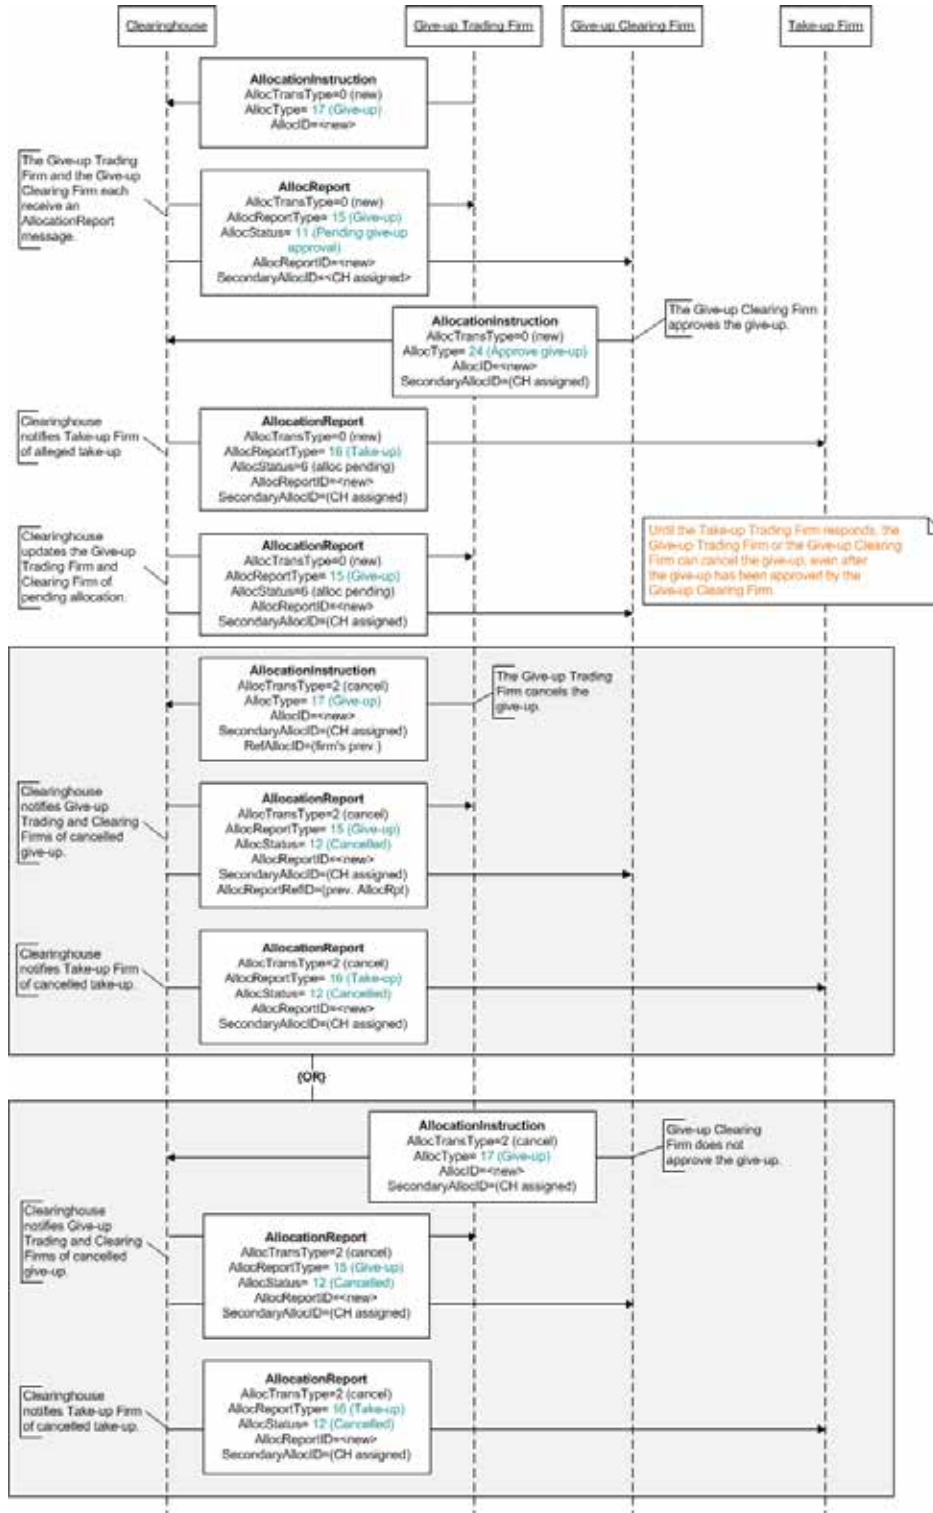 Clearinghouse
Give-up Trading Firm
Give-up Clearing Firm
Take-up Firm
AllocationInstruction
AllocTransType=0 (new)
AllocType= 17 (Give-up)
AllocID=<new>
The Give-up Trading
Firm and the Give-up
Clearing Firm each
receive an
AllocationReport
message.
AllocReport
AllocTransType=0 (new)
AllocReportType= 15 (Give-up)
AllocStatus= 11 (Pending give-up
approval)
AllocReportID=<new>
SecondaryAllocID=<CH assigned>
AllocationInstruction
AllocTransType=0 (new)
AllocType= 24 (Approve give-up)
AllocID=<new>
SecondaryAllocID=(CH assigned)
The Give-up Clearing Firm
approves the give-up.
Clearinghouse
notifies Take-up Firm
of alleged take-up
AllocationReport
AllocTransType=0 (new)
AllocReportType= 16 (Take-up)
AllocStatus=6 (alloc pending)
AllocReportID=<new>
SecondaryAllocID=(CH assigned)
Clearinghouse
updates the Give-up
Trading Firm and
Clearing Firm of
pending allocation.
AllocationReport
AllocTransType=0 (new)
AllocReportType= 15 (Give-up)
AllocStatus=6 (alloc pending)
AllocReportID=<new>
SecondaryAllocID=(CH assigned)
Until the Take-up Trading Firm responds, the
Give-up Trading Firm or the Give-up Clearing
Firm can cancel the give-up, even after
the give-up has been approved by the
Give-up Clearing Firm.
AllocationInstruction
AllocTransType=2 (cancel)
AllocType= 17 (Give-up)
AllocID=<new>
SecondaryAllocID=(CH assigned)
RefAllocID=(firm's prev.)
The Give-up Trading
Firm cancels the
give-up.
Clearinghouse
notifies Give-up
Trading and Clearing
Firms of cancelled
give-up.
AllocationReport
AllocTransType=2 (cancel)
AllocReportType= 15 (Give-up)
AllocStatus= 12 (Cancelled)
AllocReportID=<new>
SecondaryAllocID=(CH assigned)
AllocReportRefID=(prev. AllocRpt)
Clearinghouse
notifies Take-up Firm
of cancelled take-up.
AllocationReport
AllocTransType=2 (cancel)
AllocReportType= 16 (Take-up)
AllocStatus= 12 (Cancelled)
AllocReportID=<new>
SecondaryAllocID=(CH assigned)
{OR}
AllocationInstruction
AllocTransType=2 (cancel)
AllocType= 17 (Give-up)
AllocID=<new>
SecondaryAllocID=(CH assigned)
Give-up Clearing
Firm does not
approve the give-up.
Clearinghouse
notifies Give-up
Trading and Clearing
Firms of cancelled
give-up.
AllocationReport
AllocTransType=2 (cancel)
AllocReportType= 15 (Give-up)
AllocStatus= 12 (Cancelled)
AllocReportID=<new>
SecondaryAllocID=(CH assigned)
Clearinghouse
notifies Take-up Firm
of cancelled take-up.
AllocationReport
AllocTransType=2 (cancel)
AllocReportType= 16 (Take-up)
AllocStatus= 12 (Cancelled)
AllocReportID=<new>
SecondaryAllocID=(CH assigned)